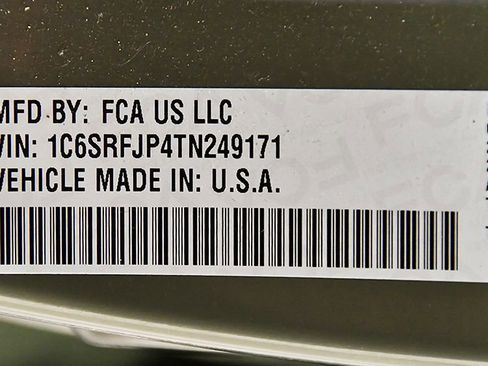 MFD BY: FCA US LLC
VIN: 1C6SRFJP4TN249171
VEHICLE MADE IN: U.S.A.